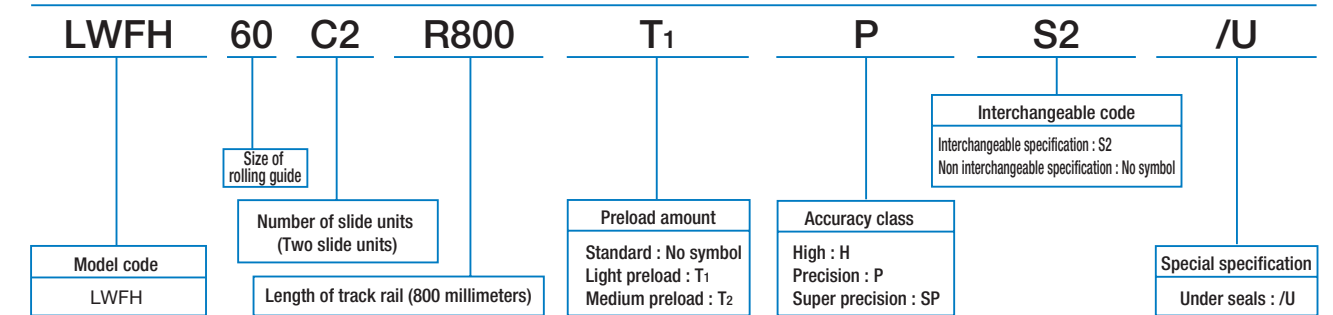 LWFH 60 C2 R800 T1 P S2 /U
Interchangeable code
Interchangeable specification : S2
Non interchangeable specification : No symbol
Size of
rolling guide
Number of slide units
(Two slide units)
Preload amount
Standard : No symbol
Light preload : T1
Medium preload : T2
Accuracy class
High : H
Precision : P
Super precision : SP
Model code
LWFH
Length of track rail (800 millimeters)
Special specification
Under seals : /U